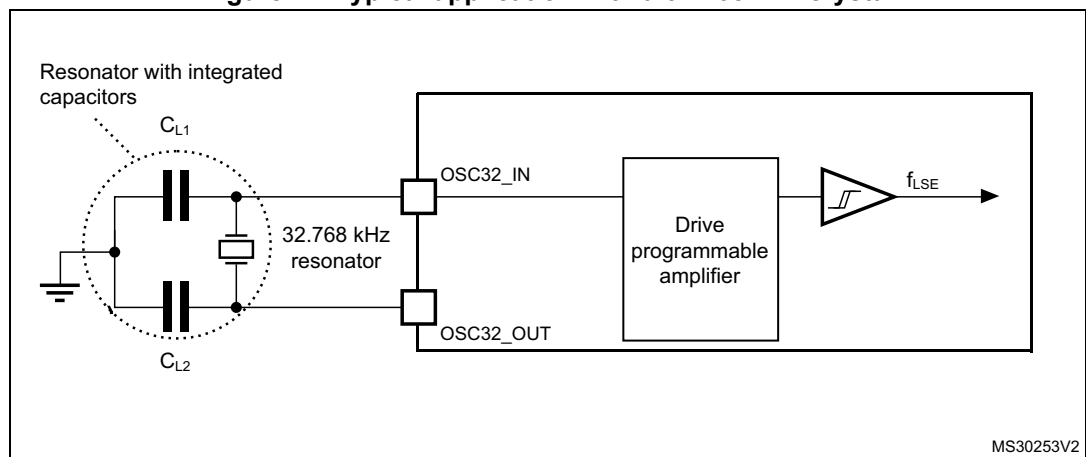 Resonator with integrated
capacitors
CL1
OSC32_IN
fLSE
32.768 kHz
resonator
Drive
programmable
amplifier
OSC32_OUT
CL2
MS30253V2